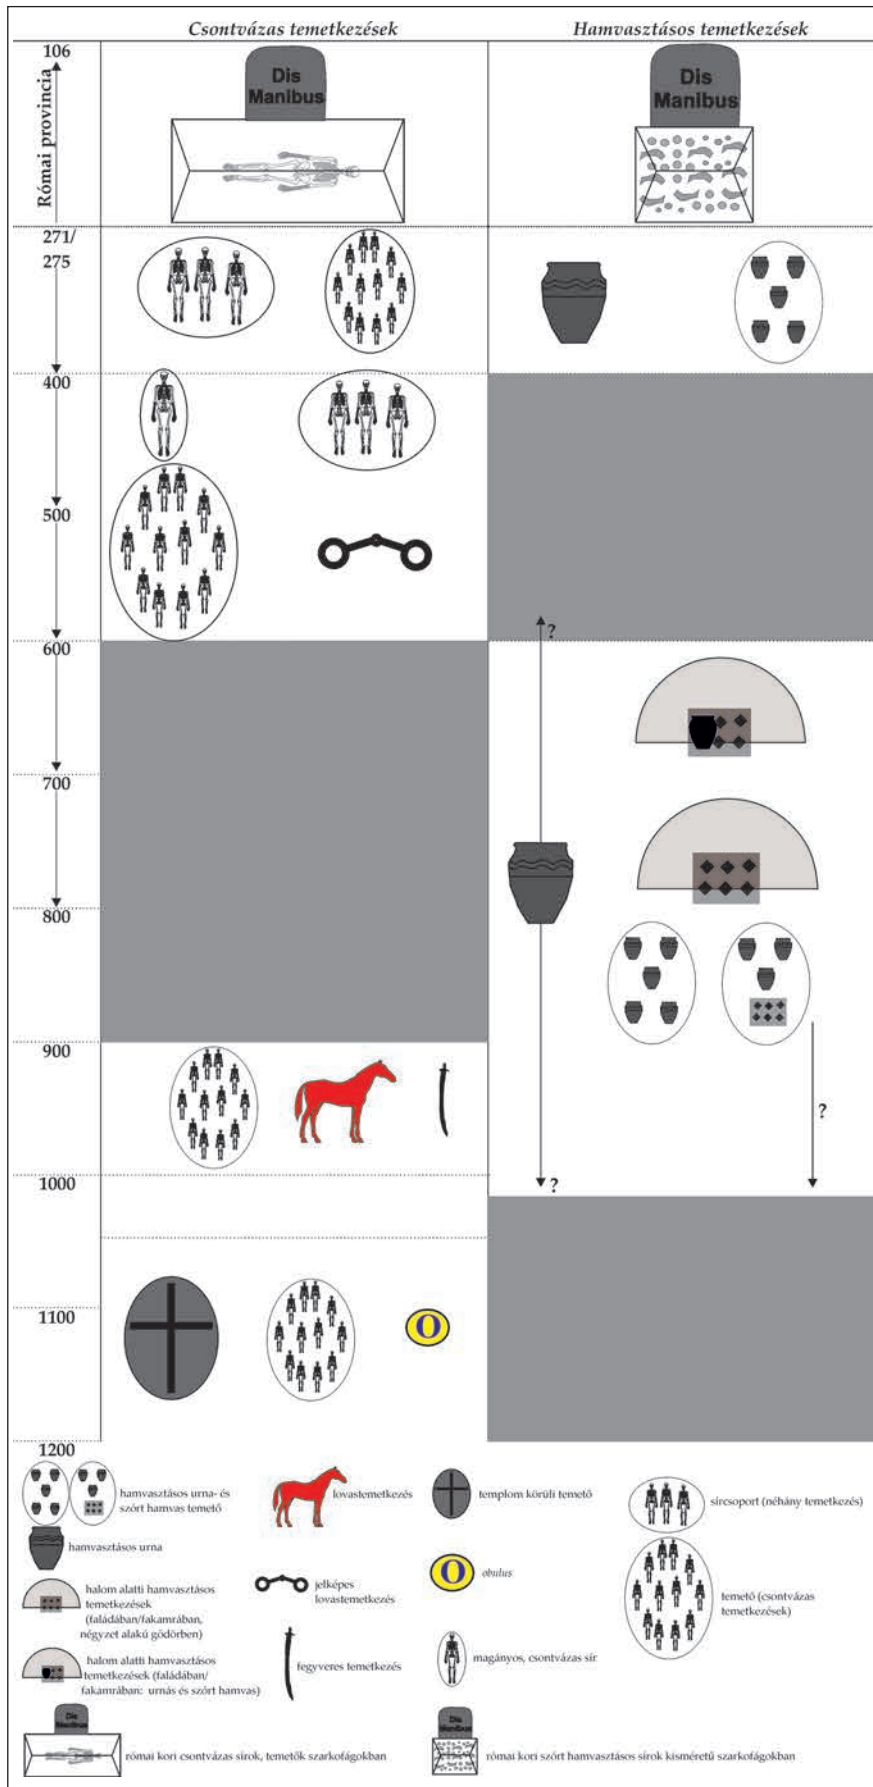 Csontvázas temetkezések
Hamvasztásos temetkezések
106
Római provincia
Dis
Manibus
Dis
Manibus
271/
275
400
500
600
?
700
800
900
?
1000
?
O
1100
1200
hamvasztásos urna- és
szórt hamvas temető
lovastemetkezés
templom körüli temető
sírcsoport (néhány temetkezés)
hamvasztásos urna
halom alatti hamvasztásos
temetkezések
(faládában/fakamrában,
négyzet alakú gödörben)
jelképes
lovastemetkezés
O
obulus
temető (csontvázas
temetkezések)
halom alatti hamvasztásos
temetkezések (faládában/
fakamrában: urnás és szórt hamvas)
fegyveres temetkezés
magányos, csontvázas sír
Dis
Manibus
római kori csontvázas sírok, temetők szarkofágokban
Dis
Manibus
római kori szórt hamvasztásos sírok kisméretű szarkofágokban